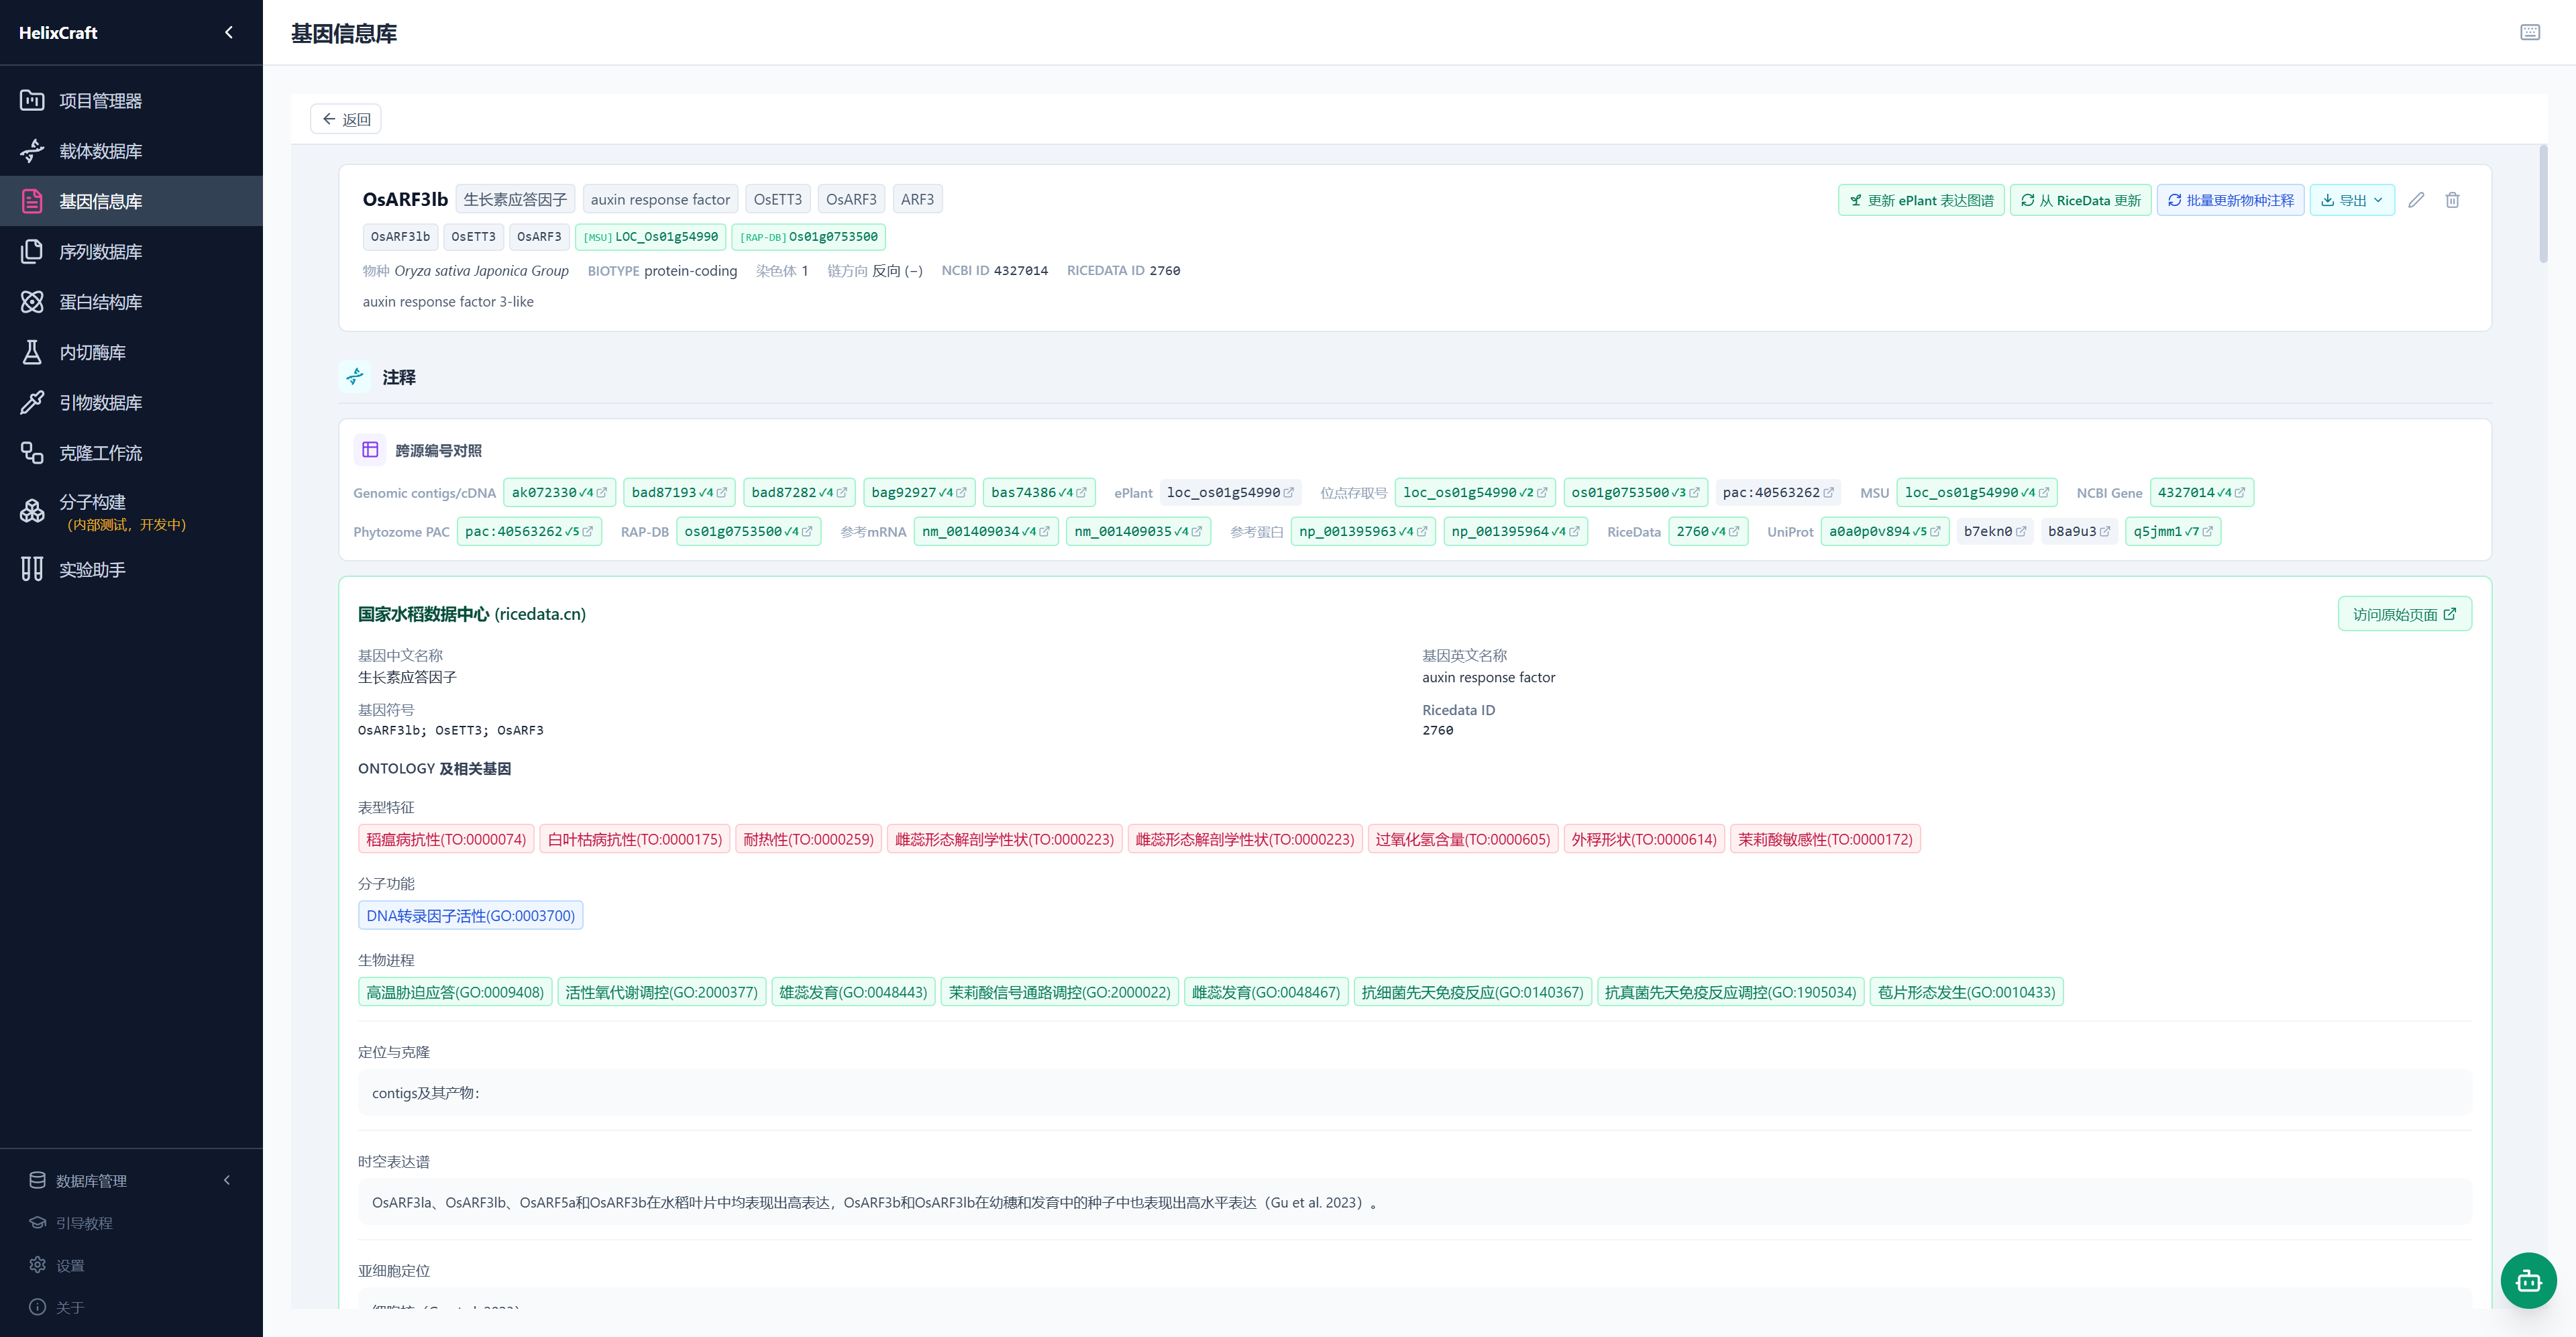 HelixCraft
项目管理器
载体数据库
基因信息库
序列数据库
蛋白结构库
内切酶库
引物数据库
克隆工作流
分子构建
（内部测试，开发中）
实验助手
数据库管理
引导教程
设置
关于
基因信息库
返回
OsARF3lb 生长素应答因子 auxin response factor OsETT3 OsARF3 ARF3
更新 ePlant 表达图谱 从 RiceData 更新 批量更新物种注释 导出
OsARF3lb OsETT3 OsARF3 [MSU] LOC_Os01g54990 [RAP-DB] Os01g0753500
物种 Oryza sativa Japonica Group BIOTYPE protein-coding 染色体 1 链方向 反向 (−) NCBI ID 4327014 RICEDATA ID 2760
auxin response factor 3-like
注释
跨源编号对照
Genomic contigs/cDNA ak072330 ✓4 bad87193 ✓4 bad87282 ✓4 bag92927 ✓4 bas74386 ✓4 ePlant loc_os01g54990 位点存取号 loc_os01g54990 ✓2 os01g0753500 ✓3 pac:40563262 MSU loc_os01g54990 ✓4 NCBI Gene 4327014 ✓4
Phytozome PAC pac:40563262 ✓5 RAP-DB os01g0753500 ✓4 参考mRNA nm_001409034 ✓4 nm_001409035 ✓4 参考蛋白 np_001395963 ✓4 np_001395964 ✓4 RiceData 2760 ✓4 UniProt a0a0p0v894 ✓5 b7ekn0 b8a9u3 q5jmm1 ✓7
国家水稻数据中心 (ricedata.cn)
访问原始页面
基因中文名称
生长素应答因子
基因英文名称
auxin response factor
基因符号
OsARF3lb; OsETT3; OsARF3
Ricedata ID
2760
ONTOLOGY 及相关基因
表型特征
稻瘟病抗性(TO:0000074) 白叶枯病抗性(TO:0000175) 耐热性(TO:0000259) 雌蕊形态解剖学性状(TO:0000223) 雌蕊形态解剖学性状(TO:0000223) 过氧化氢含量(TO:0000605) 外稃形状(TO:0000614) 茉莉酸敏感性(TO:0000172)
分子功能
DNA转录因子活性(GO:0003700)
生物进程
高温胁迫应答(GO:0009408) 活性氧代谢调控(GO:2000377) 雄蕊发育(GO:0048443) 茉莉酸信号通路调控(GO:2000022) 雌蕊发育(GO:0048467) 抗细菌先天免疫反应(GO:0140367) 抗真菌先天免疫反应调控(GO:1905034) 苞片形态发生(GO:0010433)
定位与克隆
contigs及其产物：
时空表达谱
OsARF3la、OsARF3lb、OsARF5a和OsARF3b在水稻叶片中均表现出高表达，OsARF3b和OsARF3lb在幼穗和发育中的种子中也表现出高水平表达（Gu et al. 2023）。
亚细胞定位